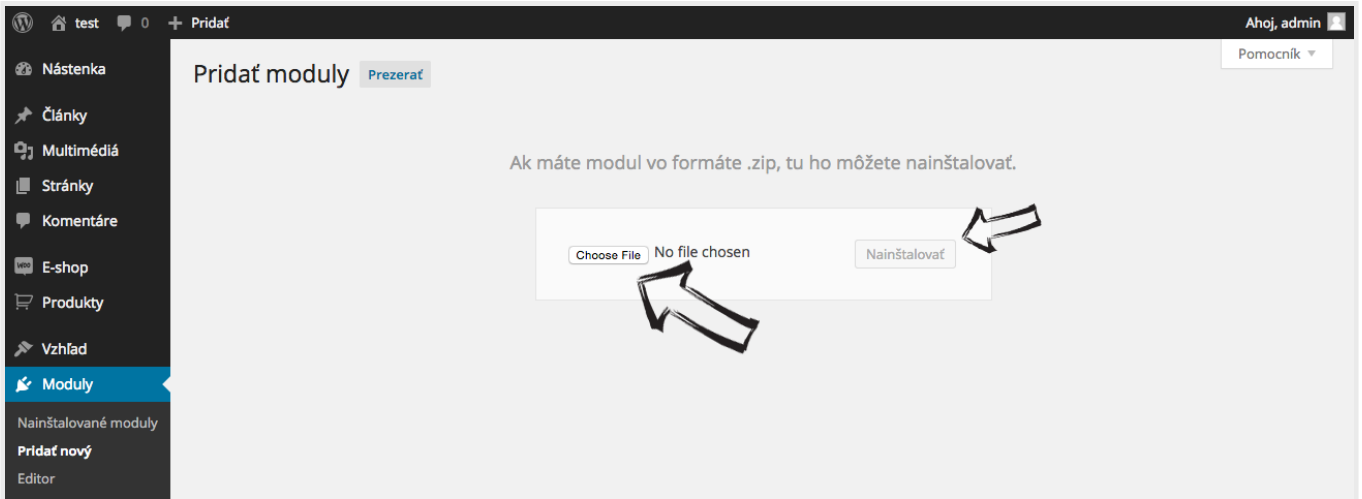 test 0 + Pridať Ahoj, admin
Pomocník
Nástenka
Pridať moduly Prezerať
Články
Multimédiá
Ak máte modul vo formáte .zip, tu ho môžete nainštalovať.
Stránky
Komentáre
Choose File No file chosen Nainštalovať
E-shop
Produkty
Vzhľad
Moduly
Nainštalované moduly
Pridať nový
Editor